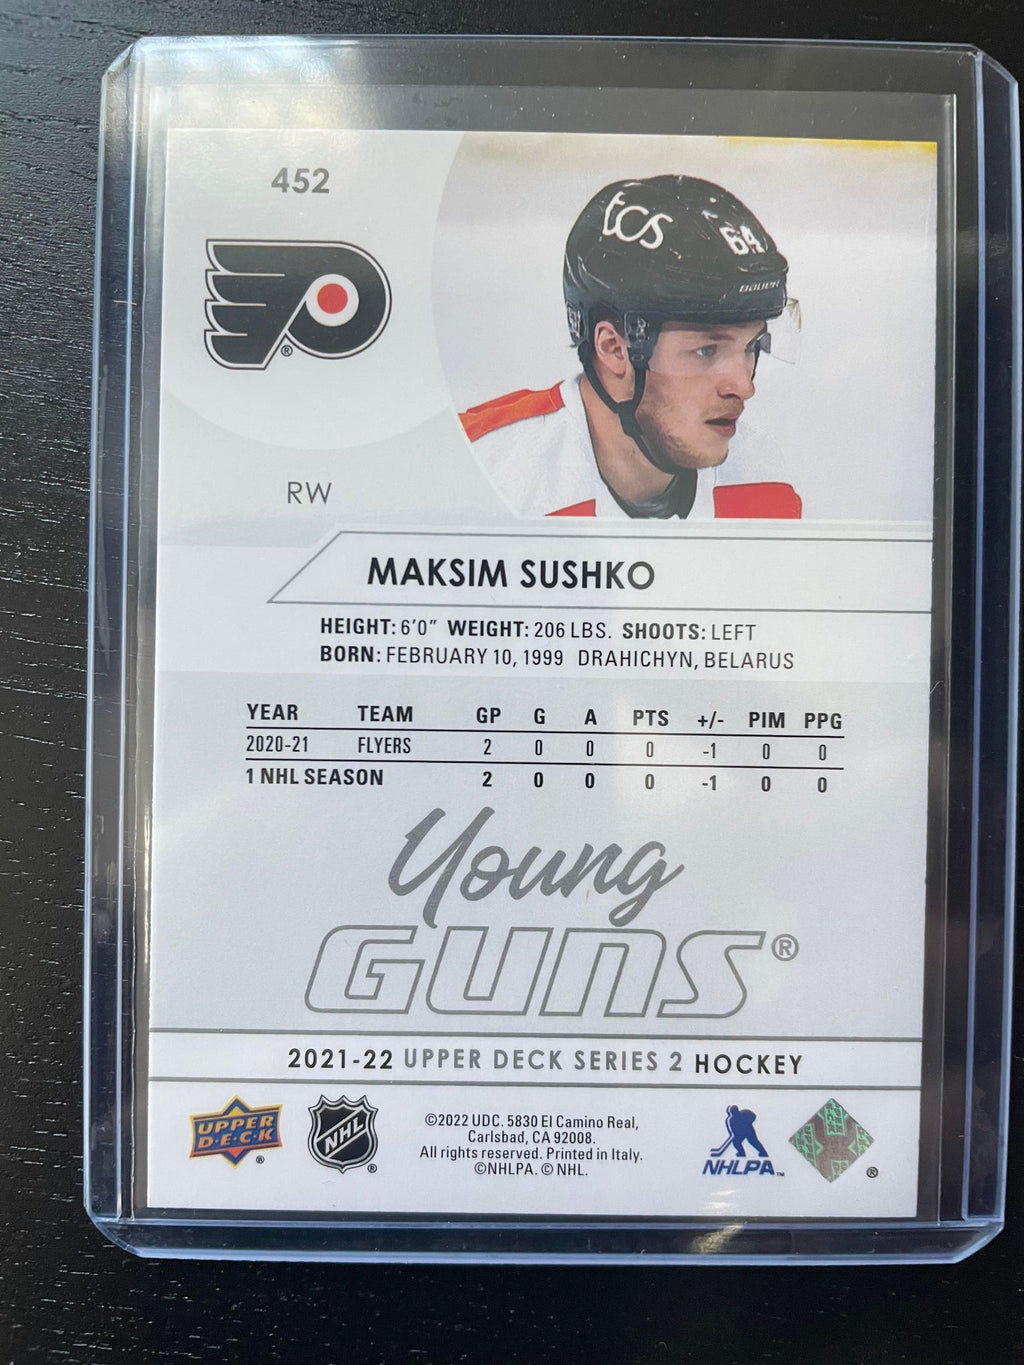 452
tCS
64
BAUER
®
RW
MAKSIM SUSHKO
HEIGHT: 6'0" WEIGHT: 206 LBS. SHOOTS: LEFT
BORN: FEBRUARY 10, 1999 DRAHICHYN, BELARUS
YEAR TEAM GP G A PTS +/- PIM PPG
2020-21 FLYERS 2 0 0 0 -1 0 0
1 NHL SEASON 2 0 0 0 -1 0 0
Young
GUNS®
2021-22 UPPER DECK SERIES 2 HOCKEY
UPPER
D·E·C·K
®
NHL
®
©2022 UDC. 5830 El Camino Real,
Carlsbad, CA 92008.
All rights reserved. Printed in Italy.
©NHLPA. © NHL.
NHLPA™
®